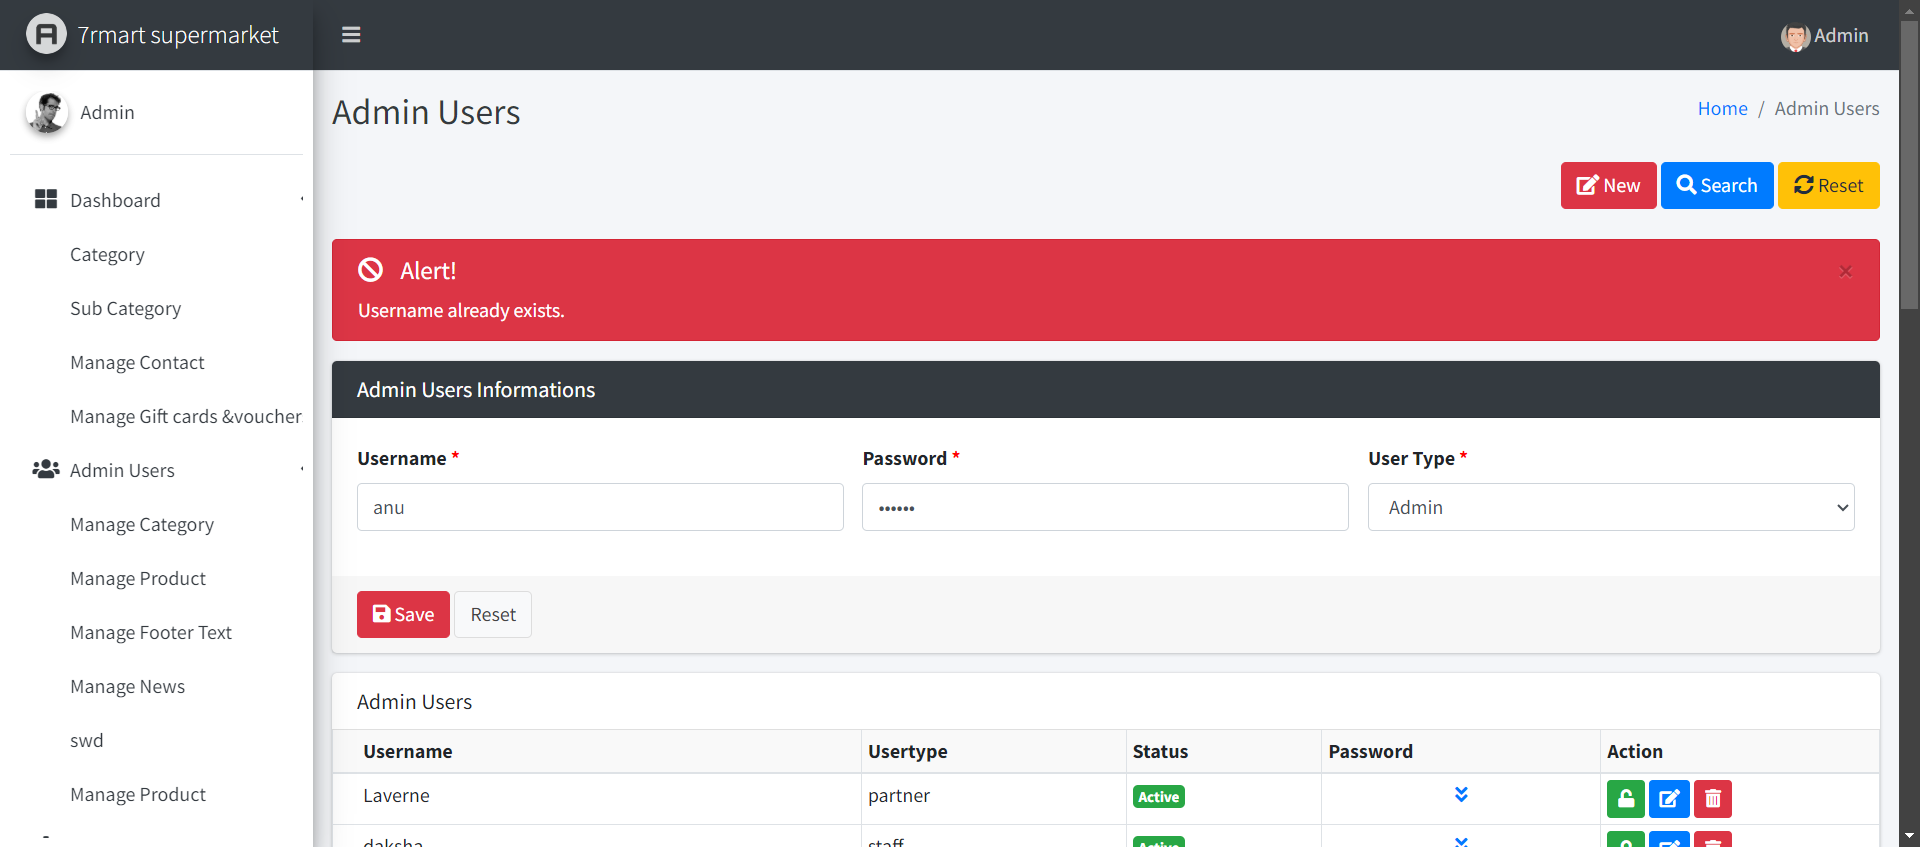 7rmart supermarket
Admin
Admin
Admin Users
Home / Admin Users
Dashboard
Category
Sub Category
Manage Contact
Manage Gift cards &voucher
Admin Users
Manage Category
Manage Product
Manage Footer Text
Manage News
swd
Manage Product
New Search Reset
Alert!
×
Username already exists.
Admin Users Informations
Username * Password * User Type *
anu •••••• Admin
Save Reset
Admin Users
Username Usertype Status Password Action
Laverne partner Active
daksha staff Active